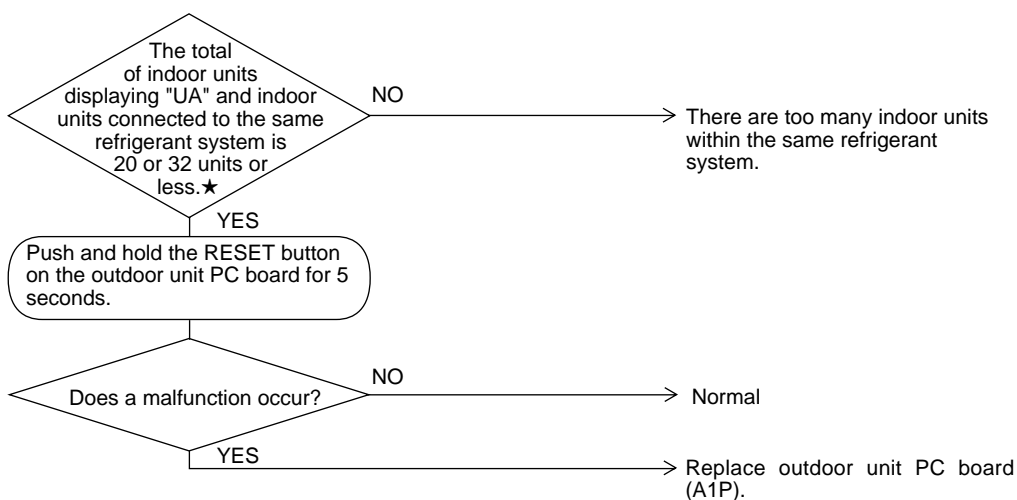 The total
of indoor units
displaying "UA" and indoor
units connected to the same
refrigerant system is
20 or 32 units or
less.★
NO
There are too many indoor units
within the same refrigerant
system.
YES
Push and hold the RESET button
on the outdoor unit PC board for 5
seconds.
Does a malfunction occur?
NO
Normal
YES
Replace outdoor unit PC board
(A1P).